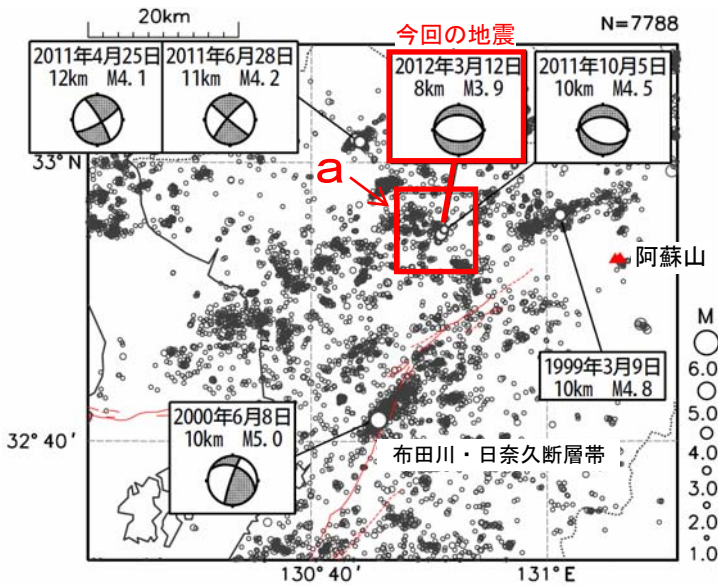 20km
N=7788
今回の地震
2011年4月25日
12km M4.1
2011年6月28日
11km M4.2
2012年3月12日
8km M3.9
2011年10月5日
10km M4.5
33°N
a
阿蘇山
M
6.0
5.0
4.0
3.0
2.0
1.0
1999年3月9日
10km M4.8
2000年6月8日
10km M5.0
32°40′
布田川・日奈久断層帯
130°40′
131°E